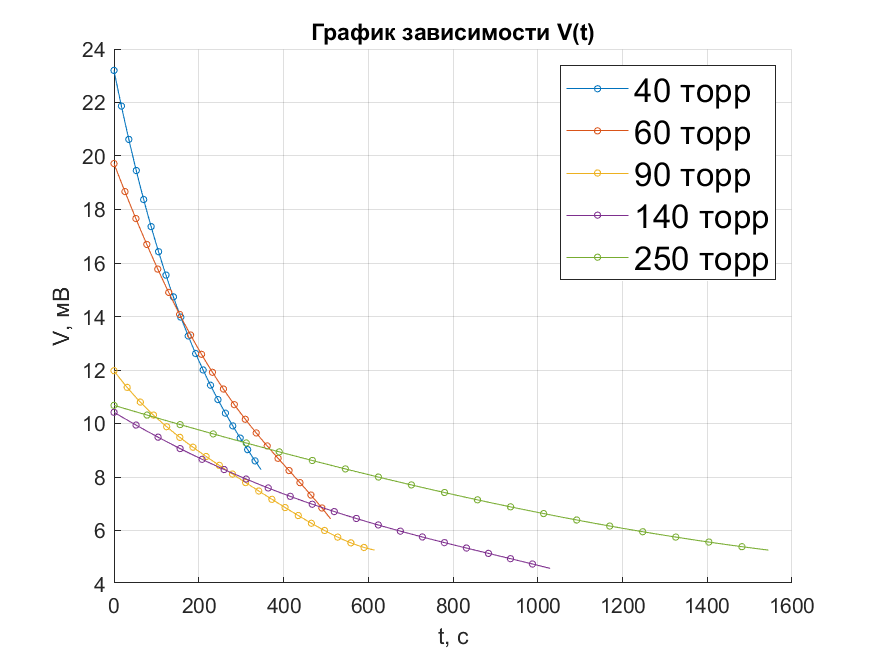 График зависимости V(t)
24
22
20
18
16
14
12
10
8
6
4
V, мВ
40 торр
60 торр
90 торр
140 торр
250 торр
0 200 400 600 800 1000 1200 1400 1600
t, с